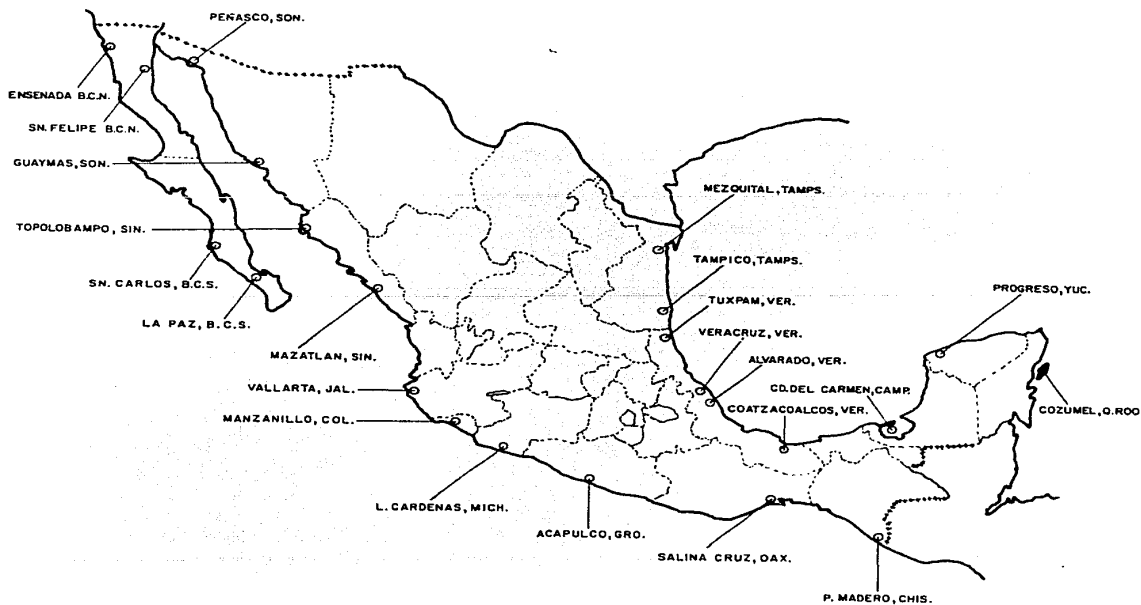 PEÑASCO, SON.
ENSENADA B.C.N.
SN. FELIPE B.C.N.
GUAYMAS, SON.
MEZQUITAL, TAMPS.
TOPOLOBAMPO, SIN.
TAMPICO, TAMPS.
SN. CARLOS, B.C.S.
PROGRESO, YUC.
TUXPAM, VER.
LA PAZ, B.C.S.
VERACRUZ, VER.
MAZATLAN, SIN.
ALVARADO, VER.
VALLARTA, JAL.
CD. DEL CARMEN, CAMP.
COATZACOALCOS, VER.
COZUMEL, Q.ROO
MANZANILLO, COL.
L. CARDENAS, MICH.
ACAPULCO, GRO.
SALINA CRUZ, OAX.
P. MADERO, CHIS.